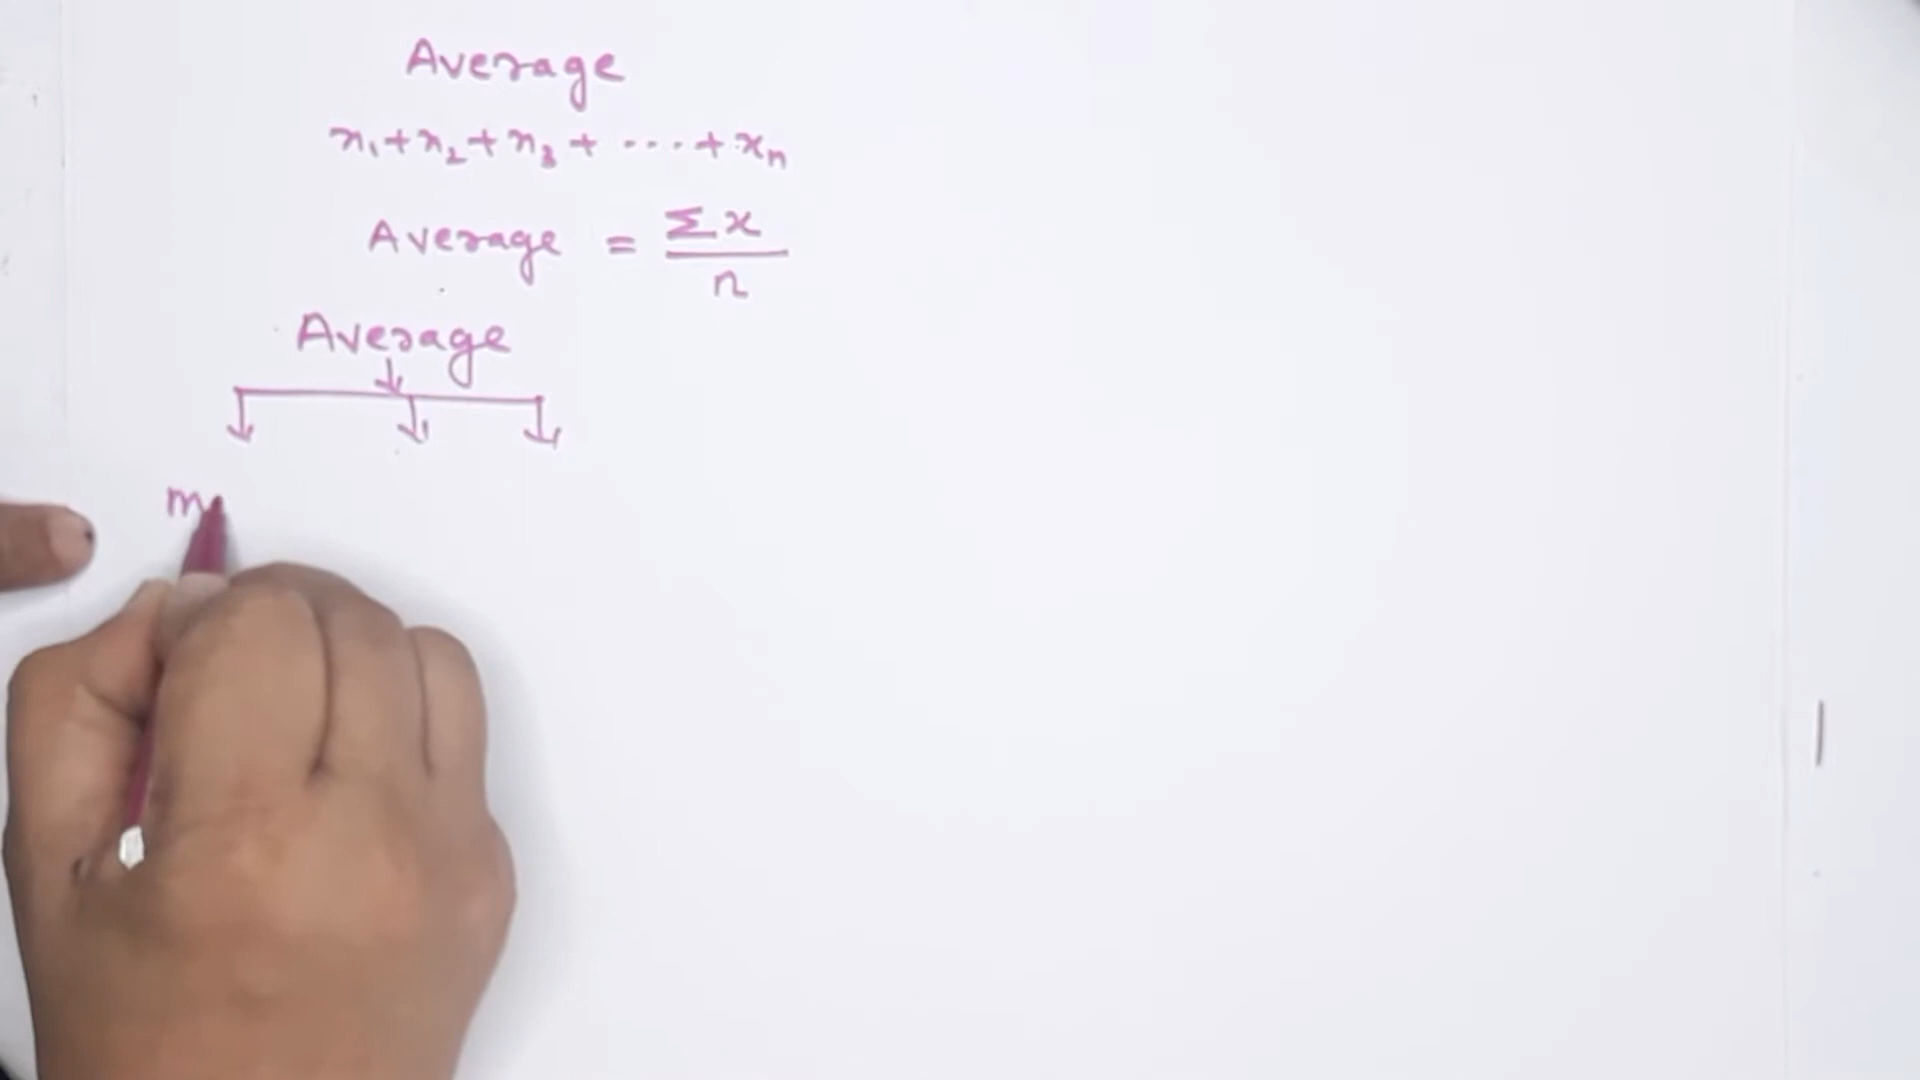 Average
x₁+x₂+x₃+ ....+xₙ
Average = Σx/n
Average
m